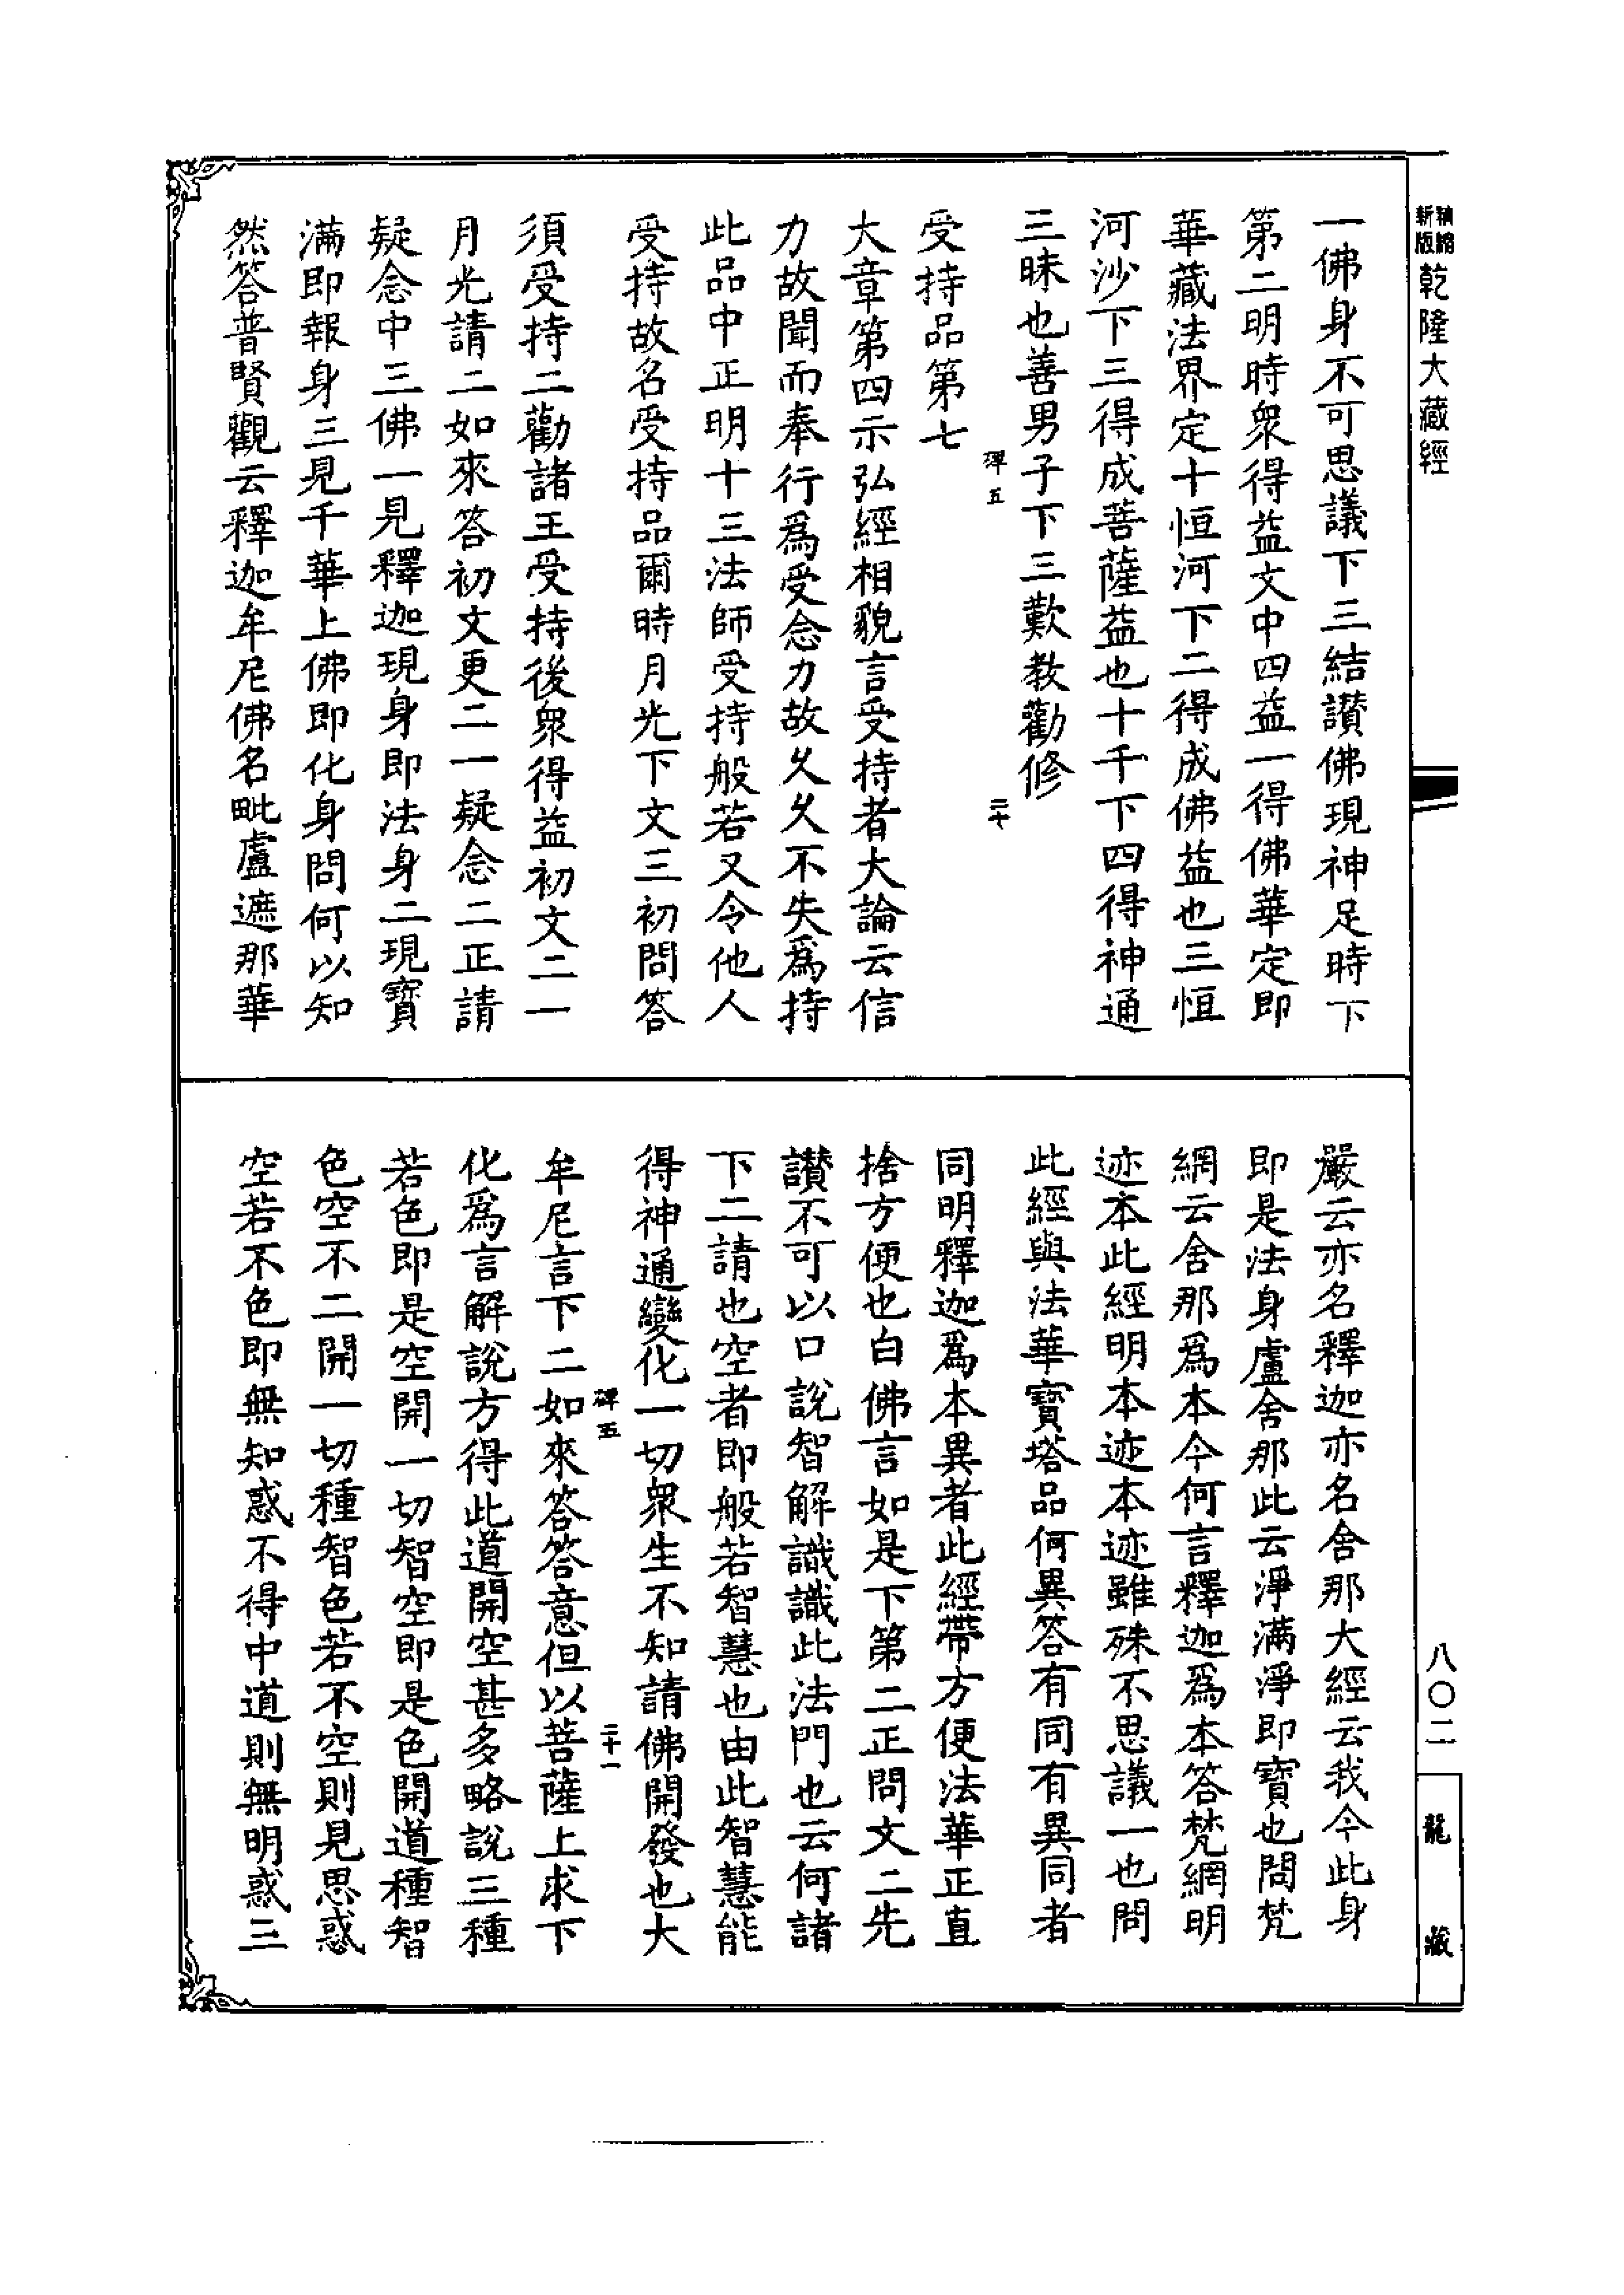 新版
精縮
乾隆大藏經
一佛身不可思議下三結讃佛現神足時下
第二明時衆得益文中四益一得佛華定即
華藏法界定十恒河下二得成佛益也三恒
河沙下三得成菩薩益也十千下四得神通
三昧也善男子下三歎教勸修
碑五
二十
受持品第七
大章第四示弘經相貌言受持者大論云信
力故聞而奉行爲受念力故久久不失爲持
此品中正明十三法師受持般若又令他人
受持故名受持品爾時月光下文三初問答
須受持二勸諸王受持後衆得益初文二一
月光請二如來答初文更二一疑念二正請
疑念中三佛一見釋迦現身即法身二現寶
滿即報身三見千華上佛即化身問何以知
然答普賢觀云釋迦牟尼佛名毗盧遮那華
嚴云亦名釋迦亦名舍那大經云我今此身
即是法身盧舍那此云淨滿淨即寶也問梵
網云舍那爲本今何言釋迦爲本答梵網明
迹本此經明本迹本迹雖殊不思議一也問
此經與法華寶塔品何異答有同有異同者
同明釋迦爲本異者此經帶方便法華正直
捨方便也白佛言如是下第二正問文二先
讃不可以口說智解識識此法門也云何諸
下二請也空者即般若智慧也由此智慧能
得神通變化一切衆生不知請佛開發也大
碑五
二十一
牟尼言下二如來答答意但以菩薩上求下
化爲言解說方得此道開空甚多略說三種
若色即是空開一切智空即是色開道種智
色空不二開一切種智色若不空則見思惑
空若不色即無知惑不得中道則無明惑三
八〇二
龍藏